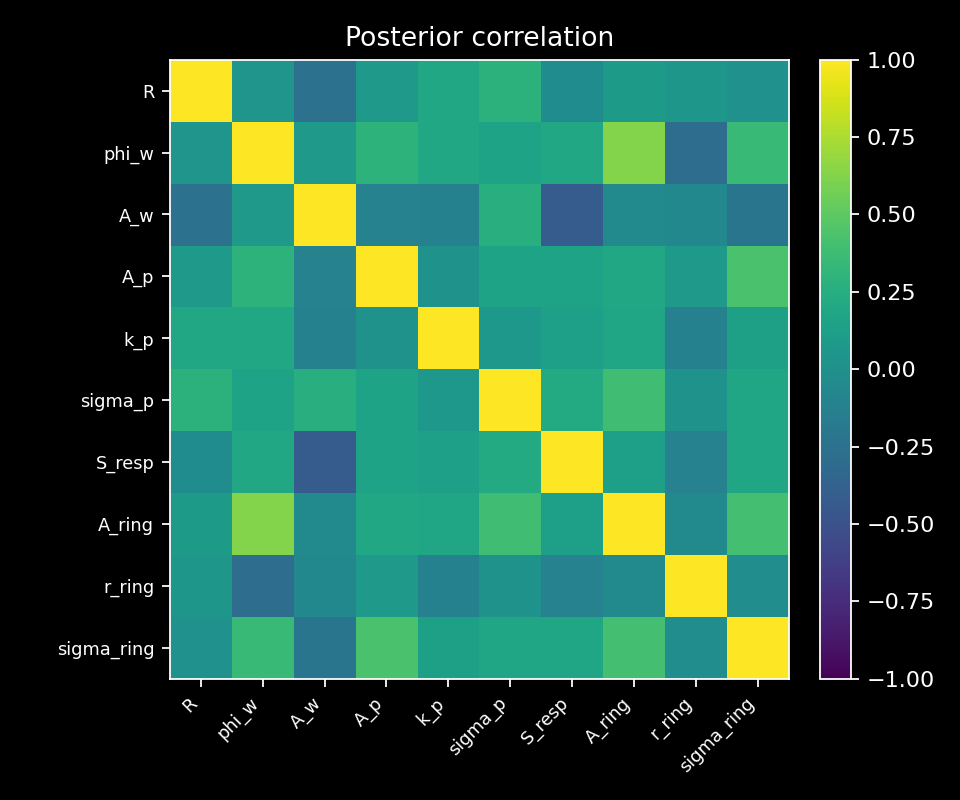 Posterior correlation
R
phi_w
A_w
A_p
k_p
sigma_p
S_resp
A_ring
r_ring
sigma_ring
R
phi_w
A_w
A_p
k_p
sigma_p
S_resp
A_ring
r_ring
sigma_ring
1.00
0.75
0.50
0.25
0.00
−0.25
−0.50
−0.75
−1.00